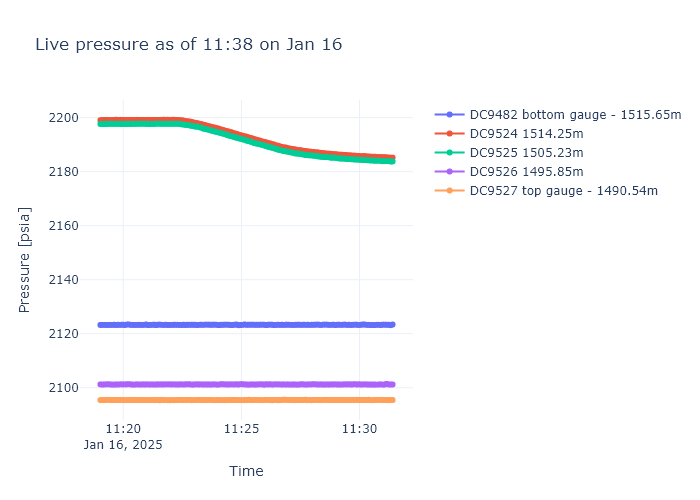 Live pressure as of 11:38 on Jan 16
DC9482 bottom gauge - 1515.65m
DC9524 1514.25m
DC9525 1505.23m
DC9526 1495.85m
DC9527 top gauge - 1490.54m
Pressure [psia]
2200
2180
2160
2140
2120
2100
11:20
Jan 16, 2025
11:25
11:30
Time